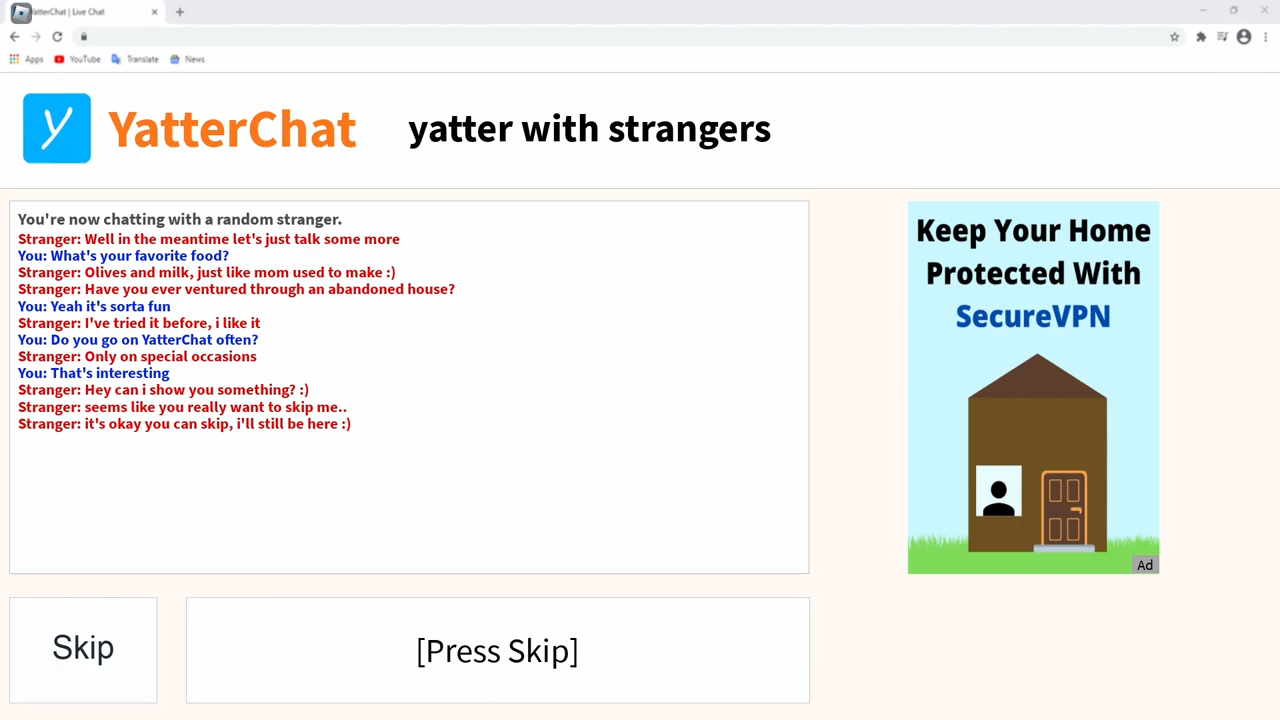 YatterChat | Live Chat
Apps YouTube Translate News
y YatterChat yatter with strangers
You're now chatting with a random stranger.
Stranger: Well in the meantime let's just talk some more
You: What's your favorite food?
Stranger: Olives and milk, just like mom used to make :)
Stranger: Have you ever ventured through an abandoned house?
You: Yeah it's sorta fun
Stranger: I've tried it before, i like it
You: Do you go on YatterChat often?
Stranger: Only on special occasions
You: That's interesting
Stranger: Hey can i show you something? :)
Stranger: seems like you really want to skip me..
Stranger: it's okay you can skip, i'll still be here :)
Keep Your Home
Protected With
SecureVPN
Ad
Skip
[Press Skip]